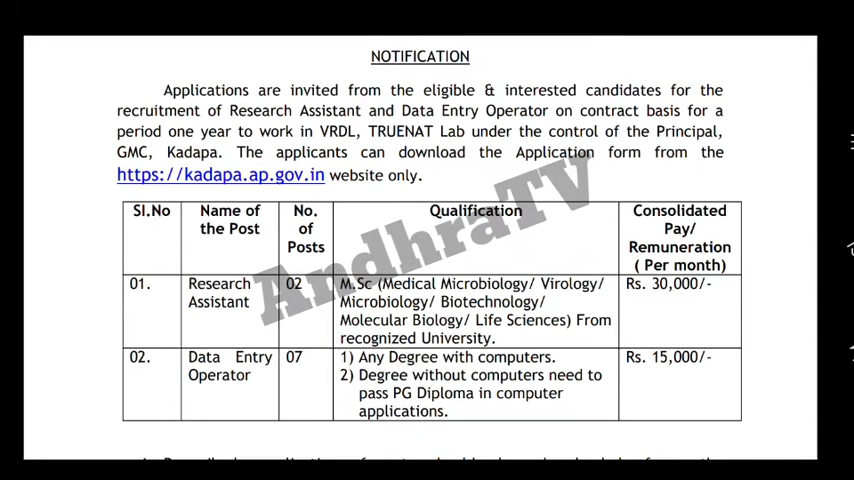 NOTIFICATION
Applications are invited from the eligible & interested candidates for the
recruitment of Research Assistant and Data Entry Operator on contract basis for a
period one year to work in VRDL, TRUENAT Lab under the control of the Principal,
GMC, Kadapa. The applicants can download the Application form from the
https://kadapa.ap.gov.in website only.
Sl.No Name of the Post No. of Posts Qualification Consolidated Pay/ Remuneration ( Per month)
01. Research Assistant 02 M.Sc (Medical Microbiology/ Virology/ Rs. 30,000/-
Microbiology/ Biotechnology/
Molecular Biology/ Life Sciences) From
recognized University.
02. Data Entry Operator 07 1) Any Degree with computers. Rs. 15,000/-
2) Degree without computers need to
pass PG Diploma in computer
applications.
AndhraTV